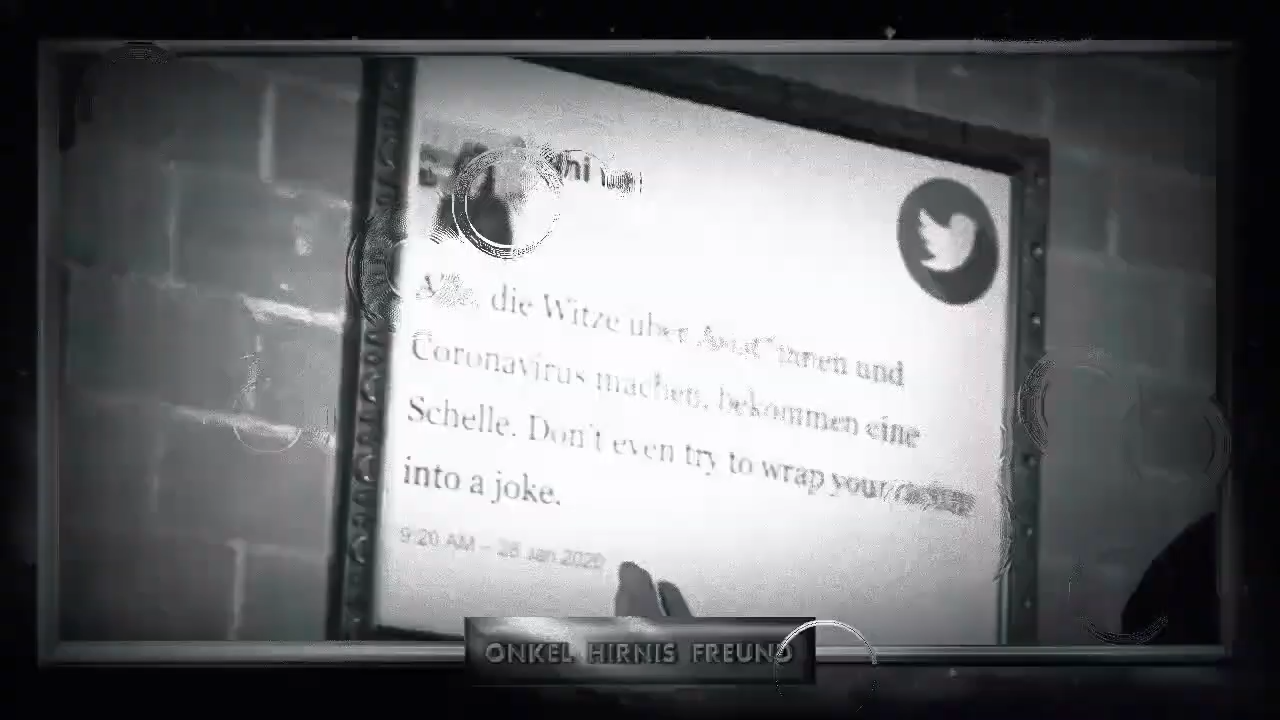 die Witze über und
Coronavirus machen, bekommen eine
Schelle. Don't even try to wrap your
into a joke.
9:20 AM – 28 Jan 2020
ONKEL HIRNIS FREUND